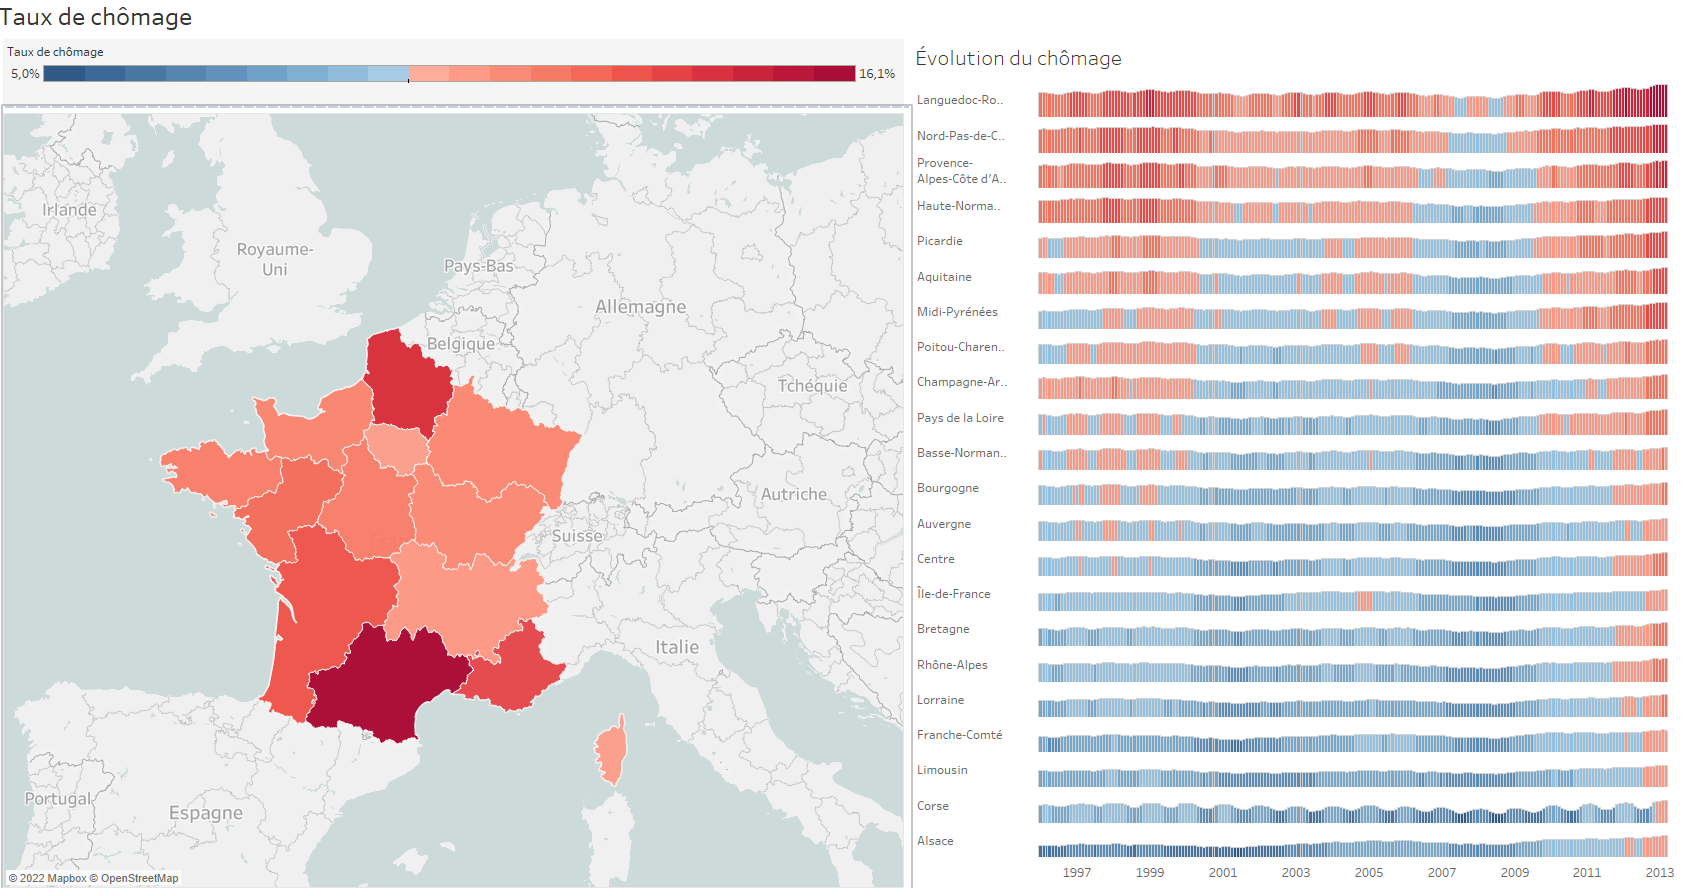 Taux de chômage
Taux de chômage
5,0%
16,1%
Irlande
Royaume-
Uni
Pays-Bas
Allemagne
Belgique
Tchéquie
Autriche
Suisse
Italie
Portugal
Espagne
© 2022 Mapbox © OpenStreetMap
Évolution du chômage
Languedoc-Ro..
Nord-Pas-de-C..
Provence-
Alpes-Côte d'A..
Haute-Norma..
Picardie
Aquitaine
Midi-Pyrénées
Poitou-Charen..
Champagne-Ar..
Pays de la Loire
Basse-Norman..
Bourgogne
Auvergne
Centre
Île-de-France
Bretagne
Rhône-Alpes
Lorraine
Franche-Comté
Limousin
Corse
Alsace
1997 1999 2001 2003 2005 2007 2009 2011 2013